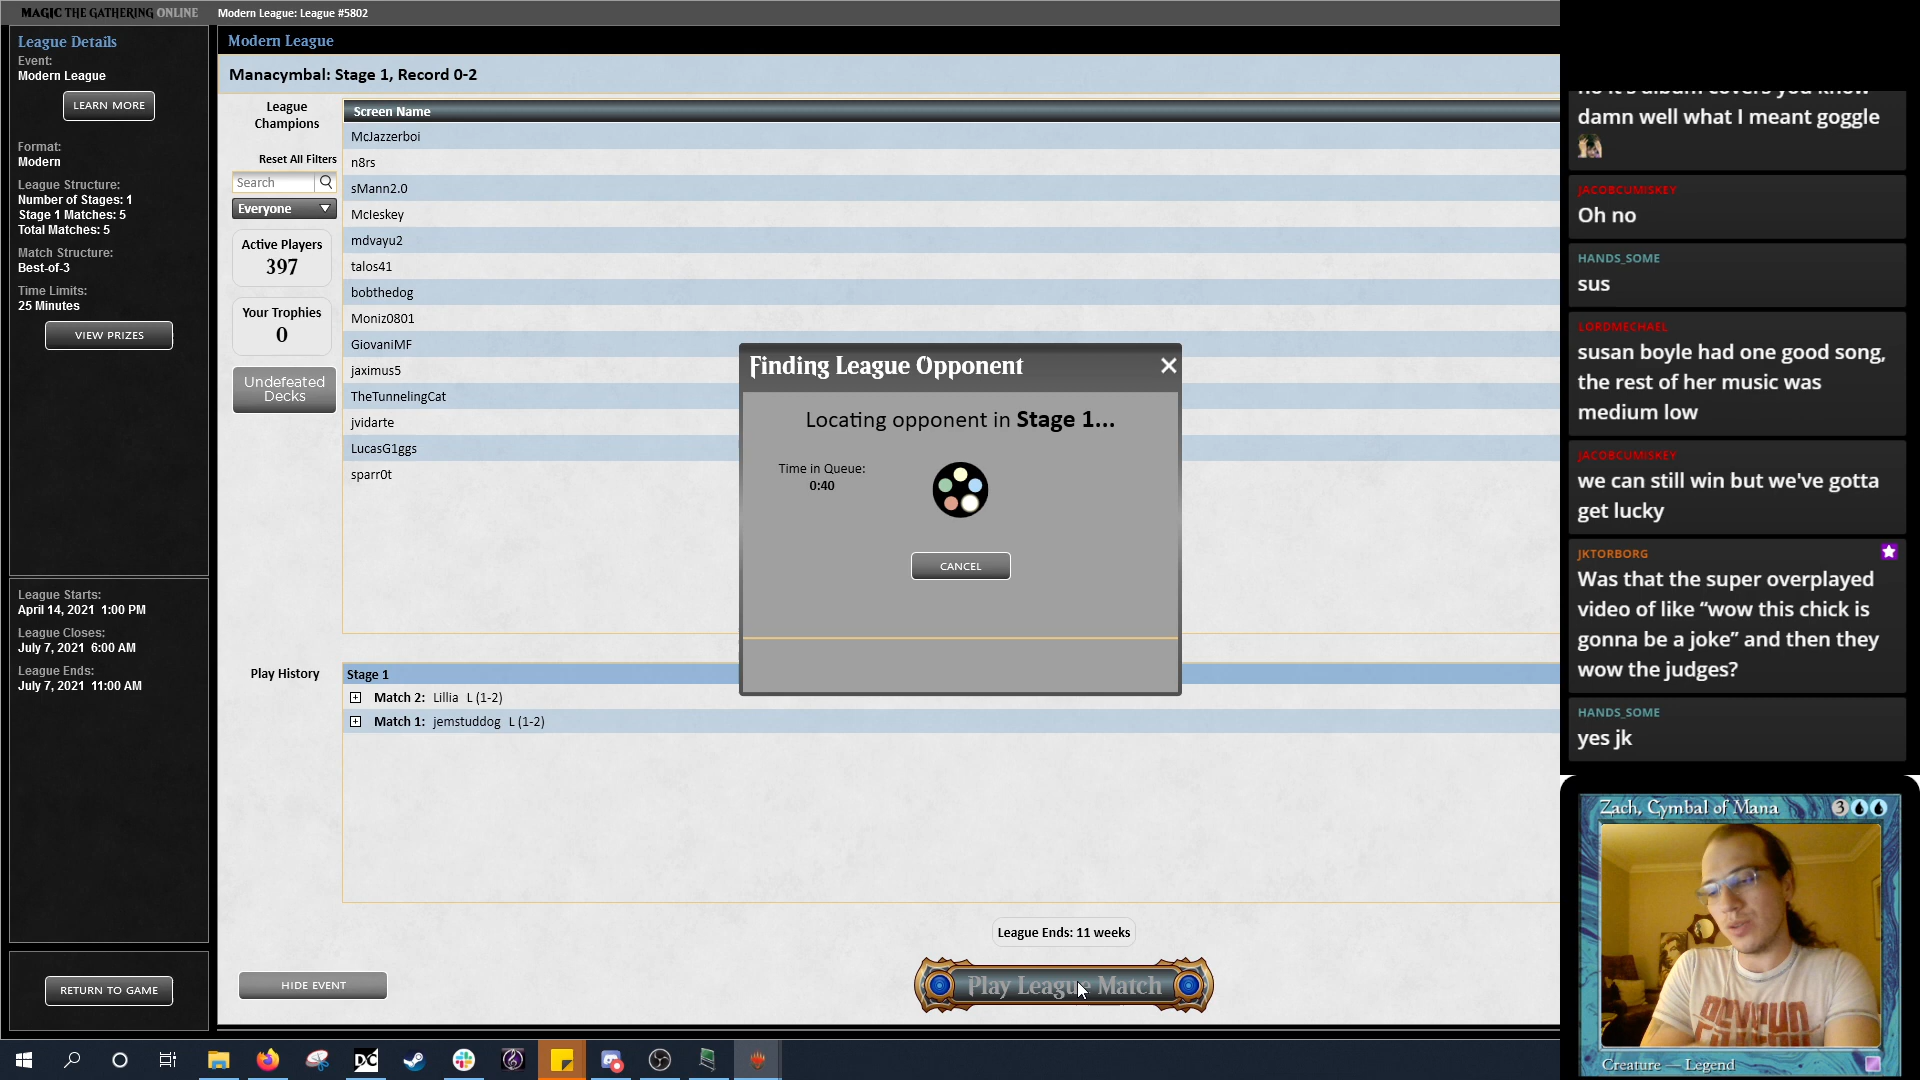 MAGIC THE GATHERING ONLINE
Modern League: League #5802
League Details
Event:
Modern League
LEARN MORE
Format:
Modern
League Structure:
Number of Stages: 1
Stage 1 Matches: 5
Total Matches: 5
Match Structure:
Best-of-3
Time Limits:
25 Minutes
VIEW PRIZES
League Starts:
April 14, 2021 1:00 PM
League Closes:
July 7, 2021 6:00 AM
League Ends:
July 7, 2021 11:00 AM
RETURN TO GAME
Modern League
Manacymbal: Stage 1, Record 0-2
League
Champions
Reset All Filters
Search
Everyone
Active Players
397
Your Trophies
0
Undefeated
Decks
Screen Name
McJazzerboi
n8rs
sMann2.0
McIeskey
mdvayu2
talos41
bobthedog
Moniz0801
GiovaniMF
jaximus5
TheTunnelingCat
jvidarte
LucasG1ggs
sparr0t
Finding League Opponent
Locating opponent in Stage 1...
Time in Queue:
0:40
CANCEL
Play History
Stage 1
Match 2: Lillia L (1-2)
Match 1: jemstuddog L (1-2)
League Ends: 11 weeks
HIDE EVENT
Play League Match
no it's album covers you know
damn well what I meant goggle
JACOBCUMISKEY
Oh no
HANDS_SOME
sus
LORDMECHAEL
susan boyle had one good song,
the rest of her music was
medium low
JACOBCUMISKEY
we can still win but we've gotta
get lucky
JKTORBORG
Was that the super overplayed
video of like “wow this chick is
gonna be a joke” and then they
wow the judges?
HANDS_SOME
yes jk
Zach, Cymbal of Mana
3
PSYCHO
Creature — Legend
DC